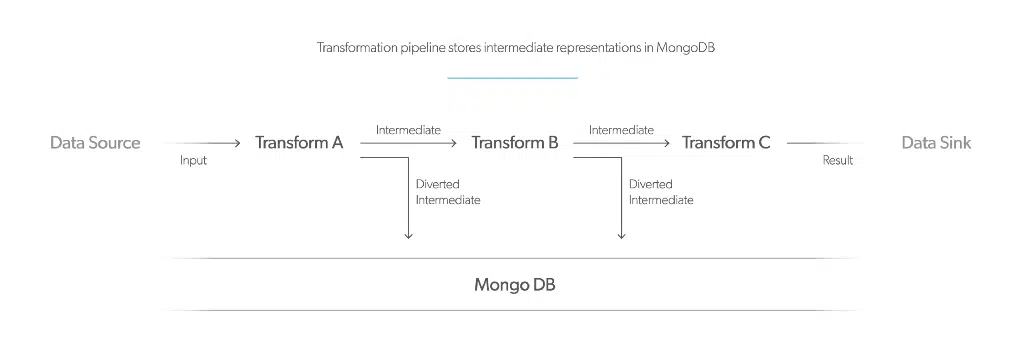 Transformation pipeline stores intermediate representations in MongoDB
Data Source
Input
Transform A
Intermediate
Transform B
Intermediate
Transform C
Result
Data Sink
Diverted
Intermediate
Diverted
Intermediate
Mongo DB